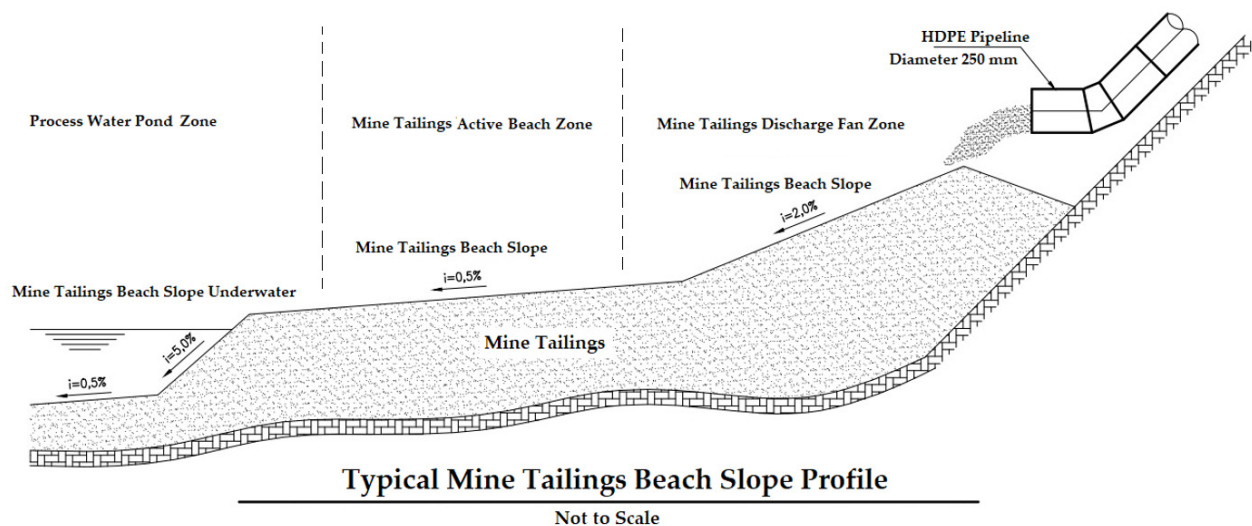 HDPE Pipeline
Diameter 250 mm
Process Water Pond Zone
Mine Tailings Active Beach Zone
Mine Tailings Discharge Fan Zone
Mine Tailings Beach Slope
i=2,0%
Mine Tailings Beach Slope
i=0,5%
Mine Tailings Beach Slope Underwater
i=5,0%
i=0,5%
Mine Tailings
Typical Mine Tailings Beach Slope Profile
Not to Scale